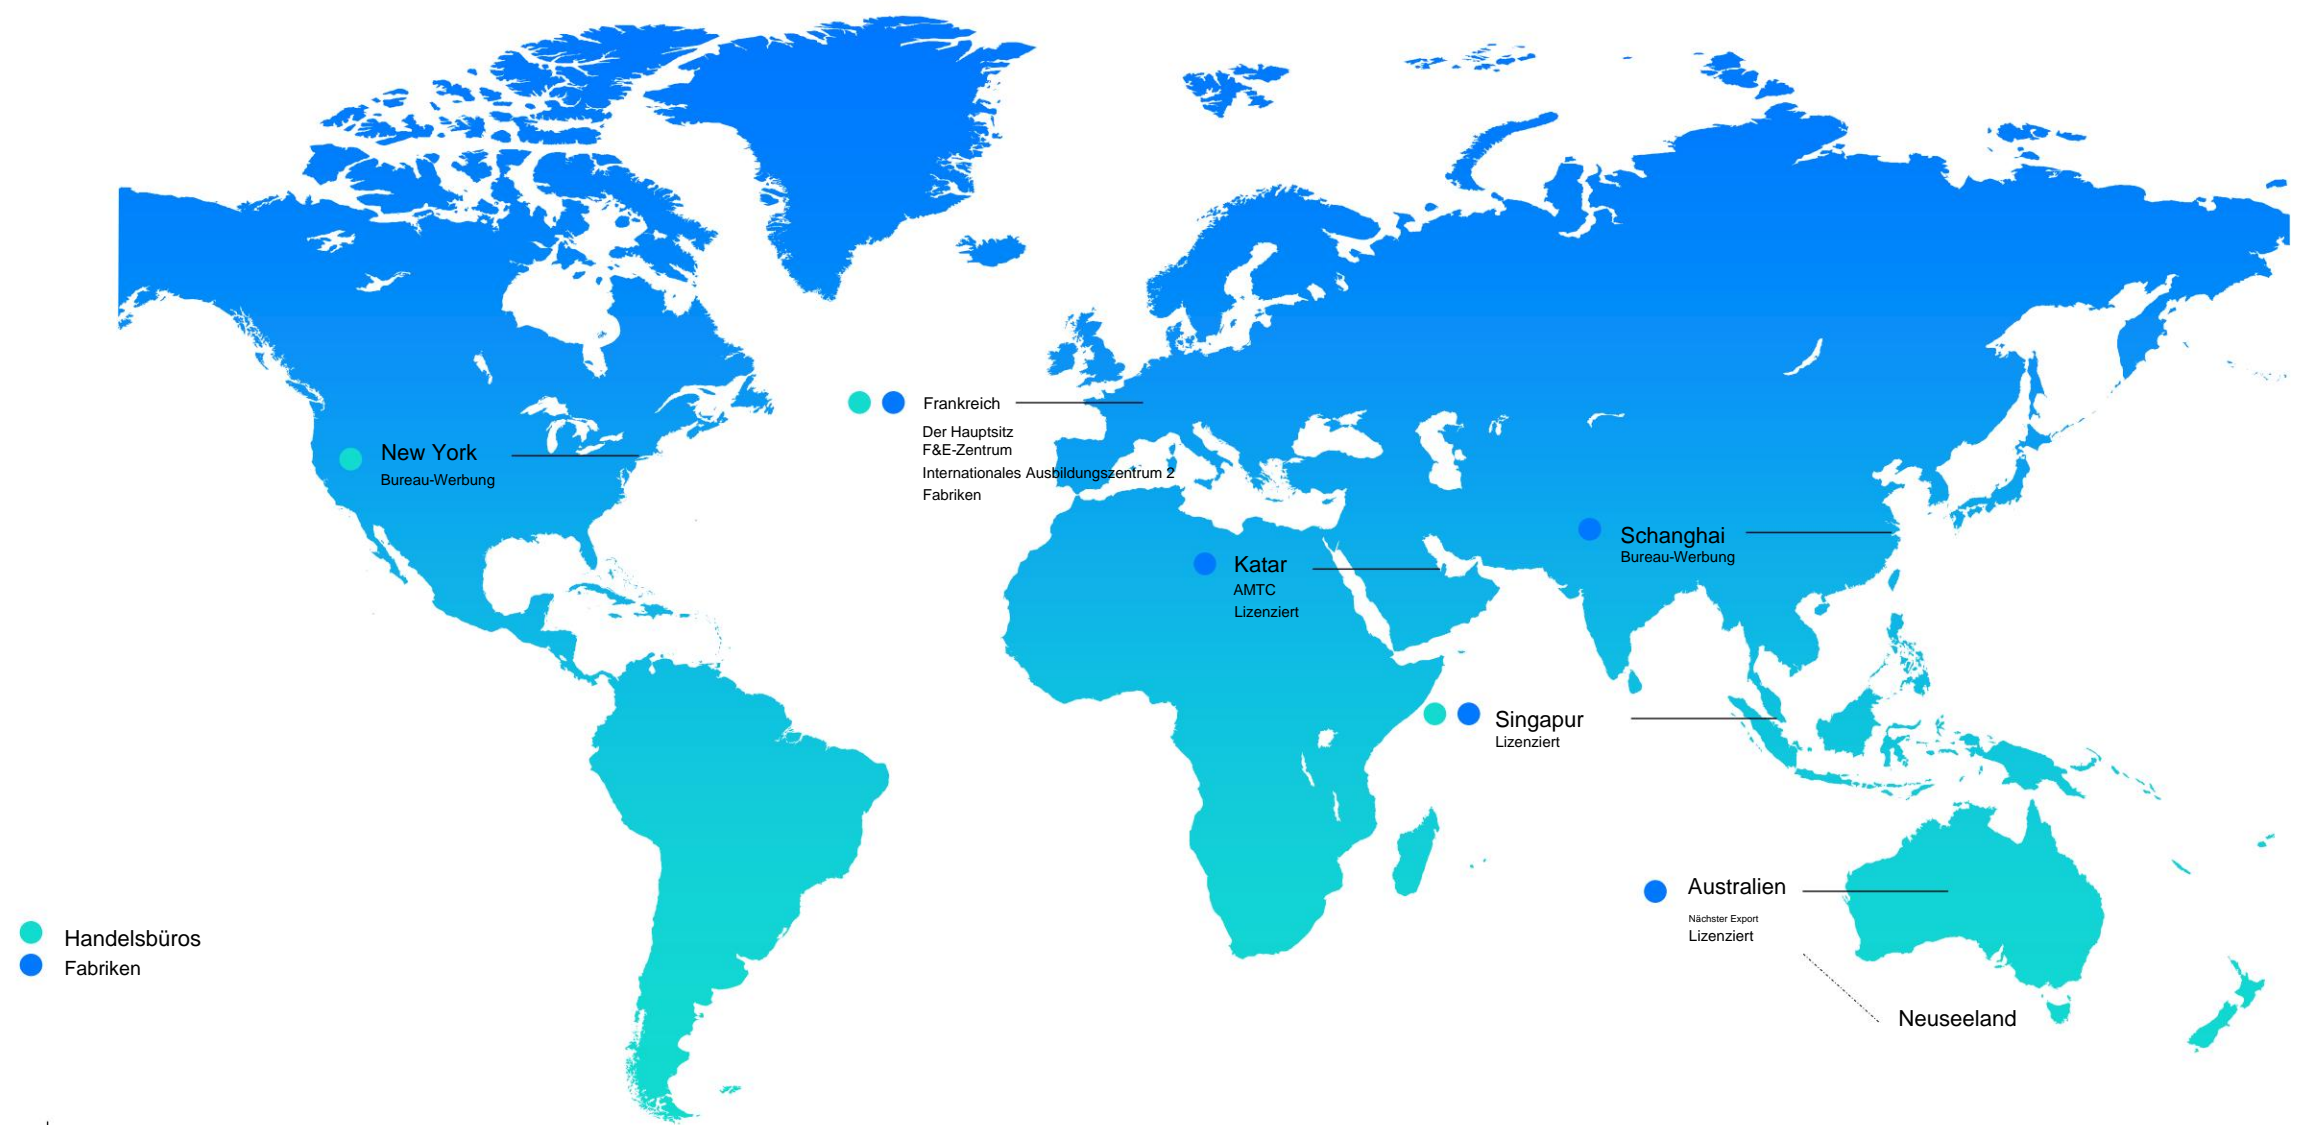 Frankreich
Der Hauptsitz
F&E-Zentrum
Internationales Ausbildungszentrum 2
Fabriken
New York
Bureau-Werbung
Schanghai
Bureau-Werbung
Katar
AMTC
Lizenziert
Singapur
Lizenziert
Australien
Nächster Export
Lizenziert
Neuseeland
Handelsbüros
Fabriken